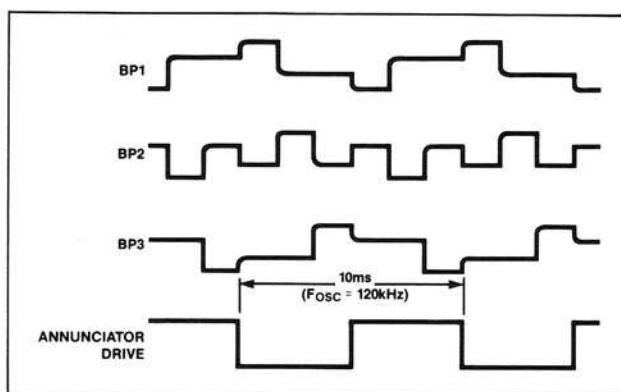 BP1
BP2
BP3
10ms
(FOSC = 120kHz)
ANNUNCIATOR
DRIVE